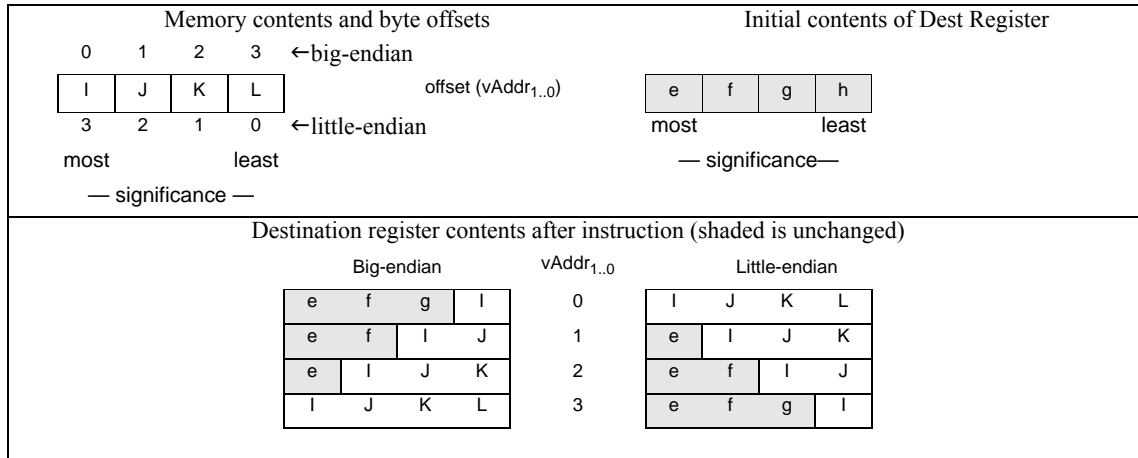 Memory contents and byte offsets Initial contents of Dest Register
0 1 2 3 ←big-endian
I J K L offset (vAddr1..0) e f g h
3 2 1 0 ←little-endian most least
most least — significance—
— significance —
Destination register contents after instruction (shaded is unchanged)
Big-endian vAddr1..0 Little-endian
e f g I 0 I J K L
e f I J 1 e I J K
e I J K 2 e f I J
I J K L 3 e f g I